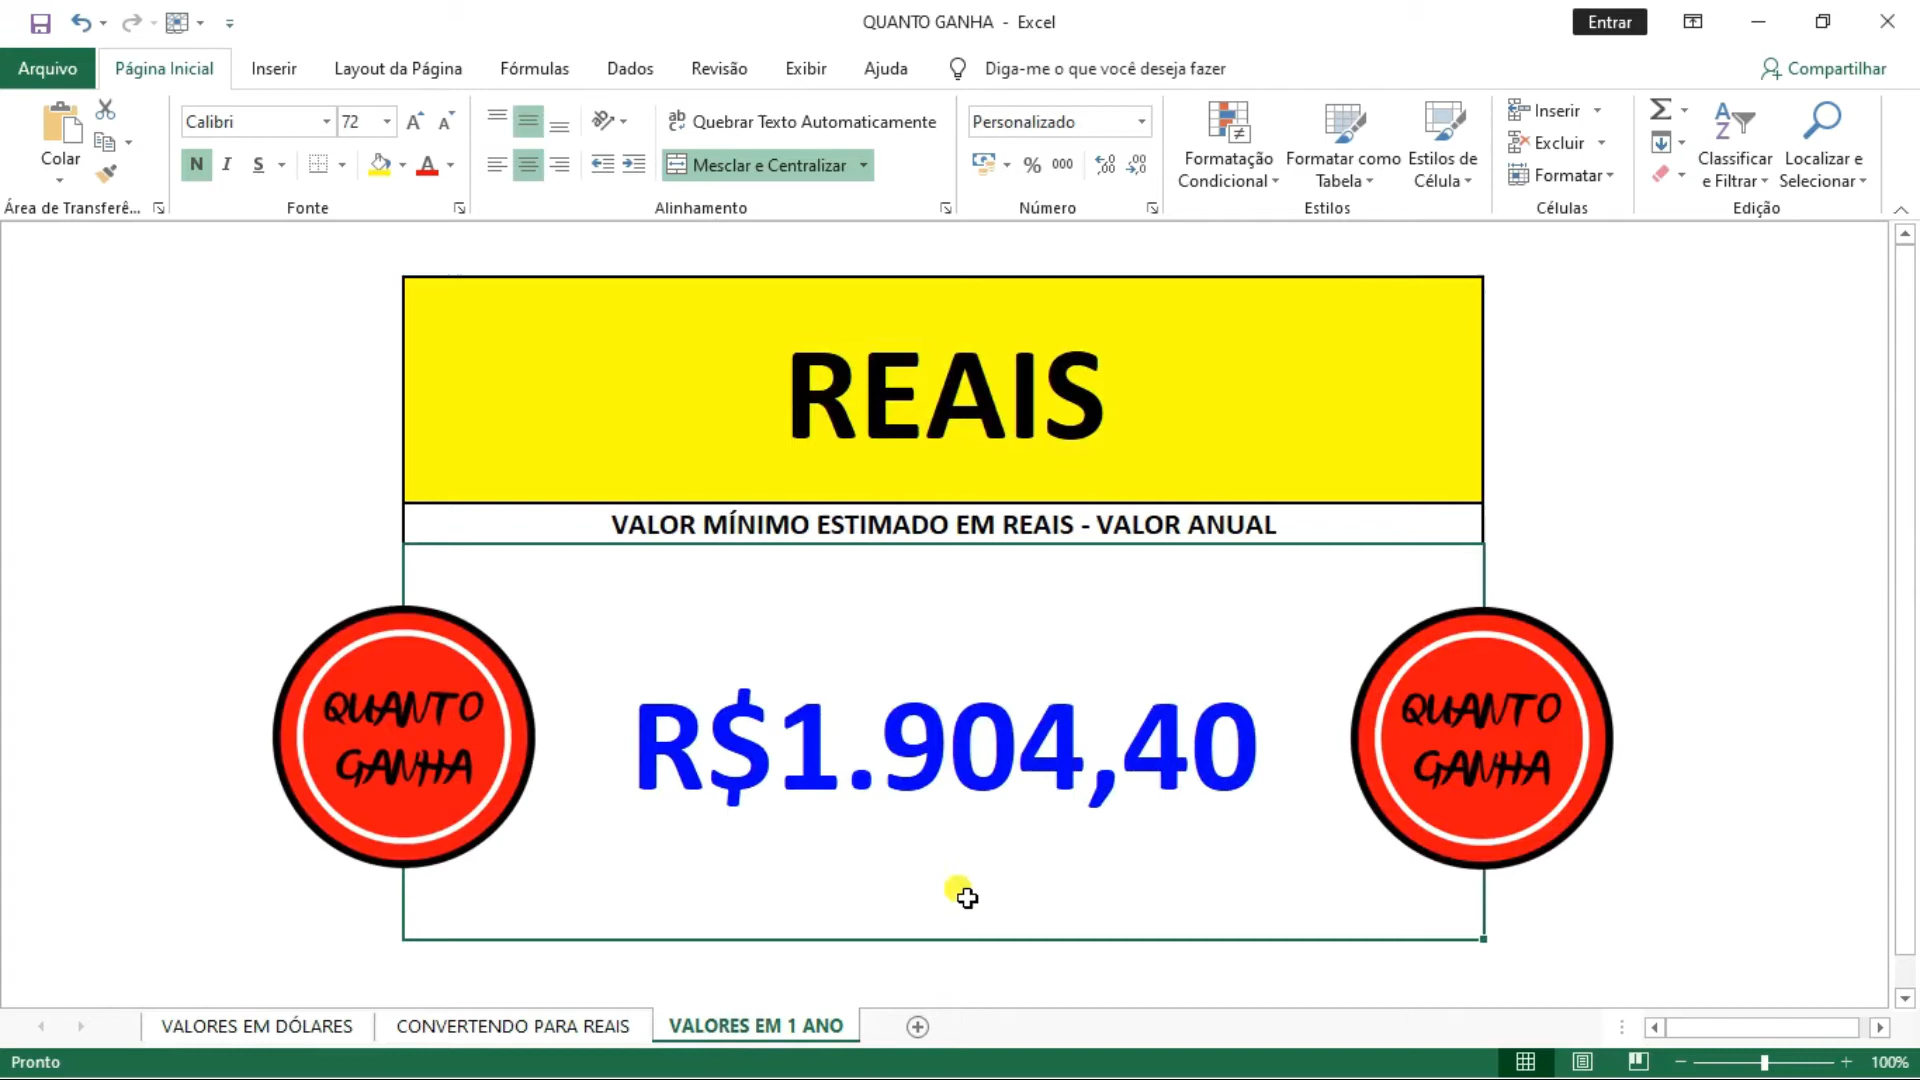 QUANTO GANHA - Excel
Entrar
Arquivo
Página Inicial
Inserir
Layout da Página
Fórmulas
Dados
Revisão
Exibir
Ajuda
Diga-me o que você deseja fazer
Compartilhar
Colar
Área de Transferê...
Calibri
72
N I S
A A
A
Fonte
ab
c
Quebrar Texto Automaticamente
Mesclar e Centralizar
Alinhamento
Personalizado
% 000
,00
,00
Número
Formatação
Condicional
Formatar como
Tabela
Estilos de
Célula
Estilos
Inserir
Excluir
Formatar
Células
Σ
A
Z
Classificar
e Filtrar
Localizar e
Selecionar
Edição
REAIS
VALOR MÍNIMO ESTIMADO EM REAIS - VALOR ANUAL
QUANTO
GANHA
R$1.904,40
QUANTO
GANHA
VALORES EM DÓLARES
CONVERTENDO PARA REAIS
VALORES EM 1 ANO
Pronto
100%